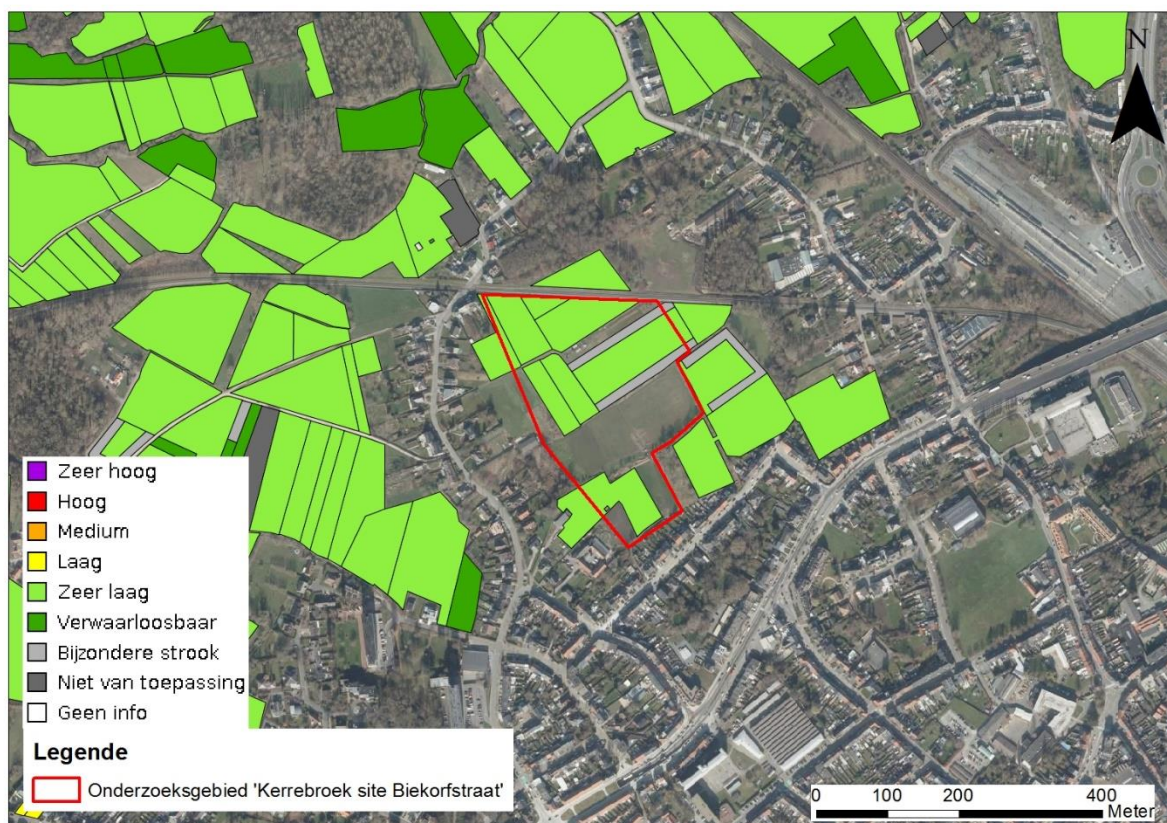 N
Zeer hoog
Hoog
Medium
Laag
Zeer laag
Verwaarloosbaar
Bijzondere strook
Niet van toepassing
Geen info
Legende
Onderzoeksgebied 'Kerrebroek site Biekorfstraat'
0 100 200 400
Meter